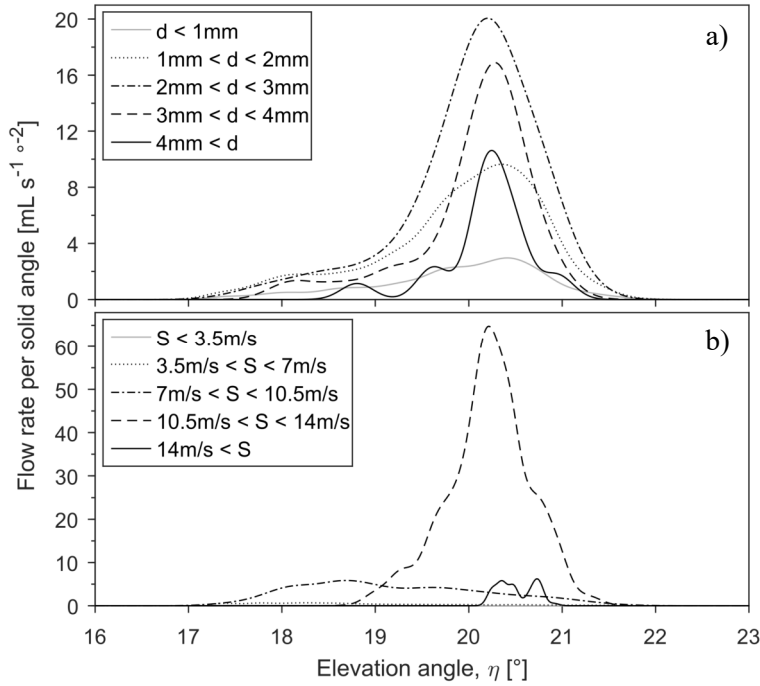 20
16
12
8
4
0
d < 1mm
1mm < d < 2mm
2mm < d < 3mm
3mm < d < 4mm
4mm < d
a)
Flow rate per solid angle [mL s⁻¹ °⁻²]
60
50
40
30
20
10
0
S < 3.5m/s
3.5m/s < S < 7m/s
7m/s < S < 10.5m/s
10.5m/s < S < 14m/s
14m/s < S
b)
16 17 18 19 20 21 22 23
Elevation angle, η [°]